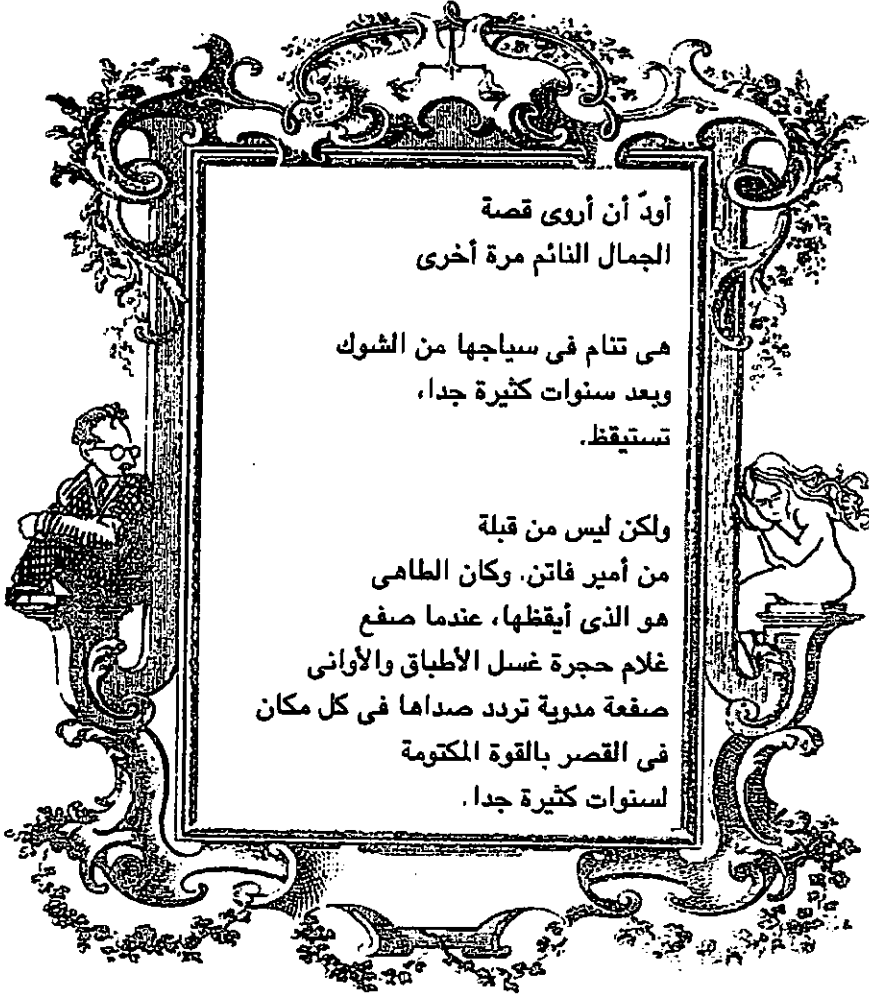 أودّ أن أروى قصة
الجمال النائم مرة أخرى
هى تنام فى سياجها من الشوك
وبعد سنوات كثيرة جدا،
تستيقظ.
ولكن ليس من قبلة
من أمير فاتن. وكان الطاهى
هو الذى أيقظها، عندما صفع
غلام حجرة غسل الأطباق والأوانى
صفعة مدوية تردد صداها فى كل مكان
فى القصر بالقوة المكتومة
لسنوات كثيرة جدا.